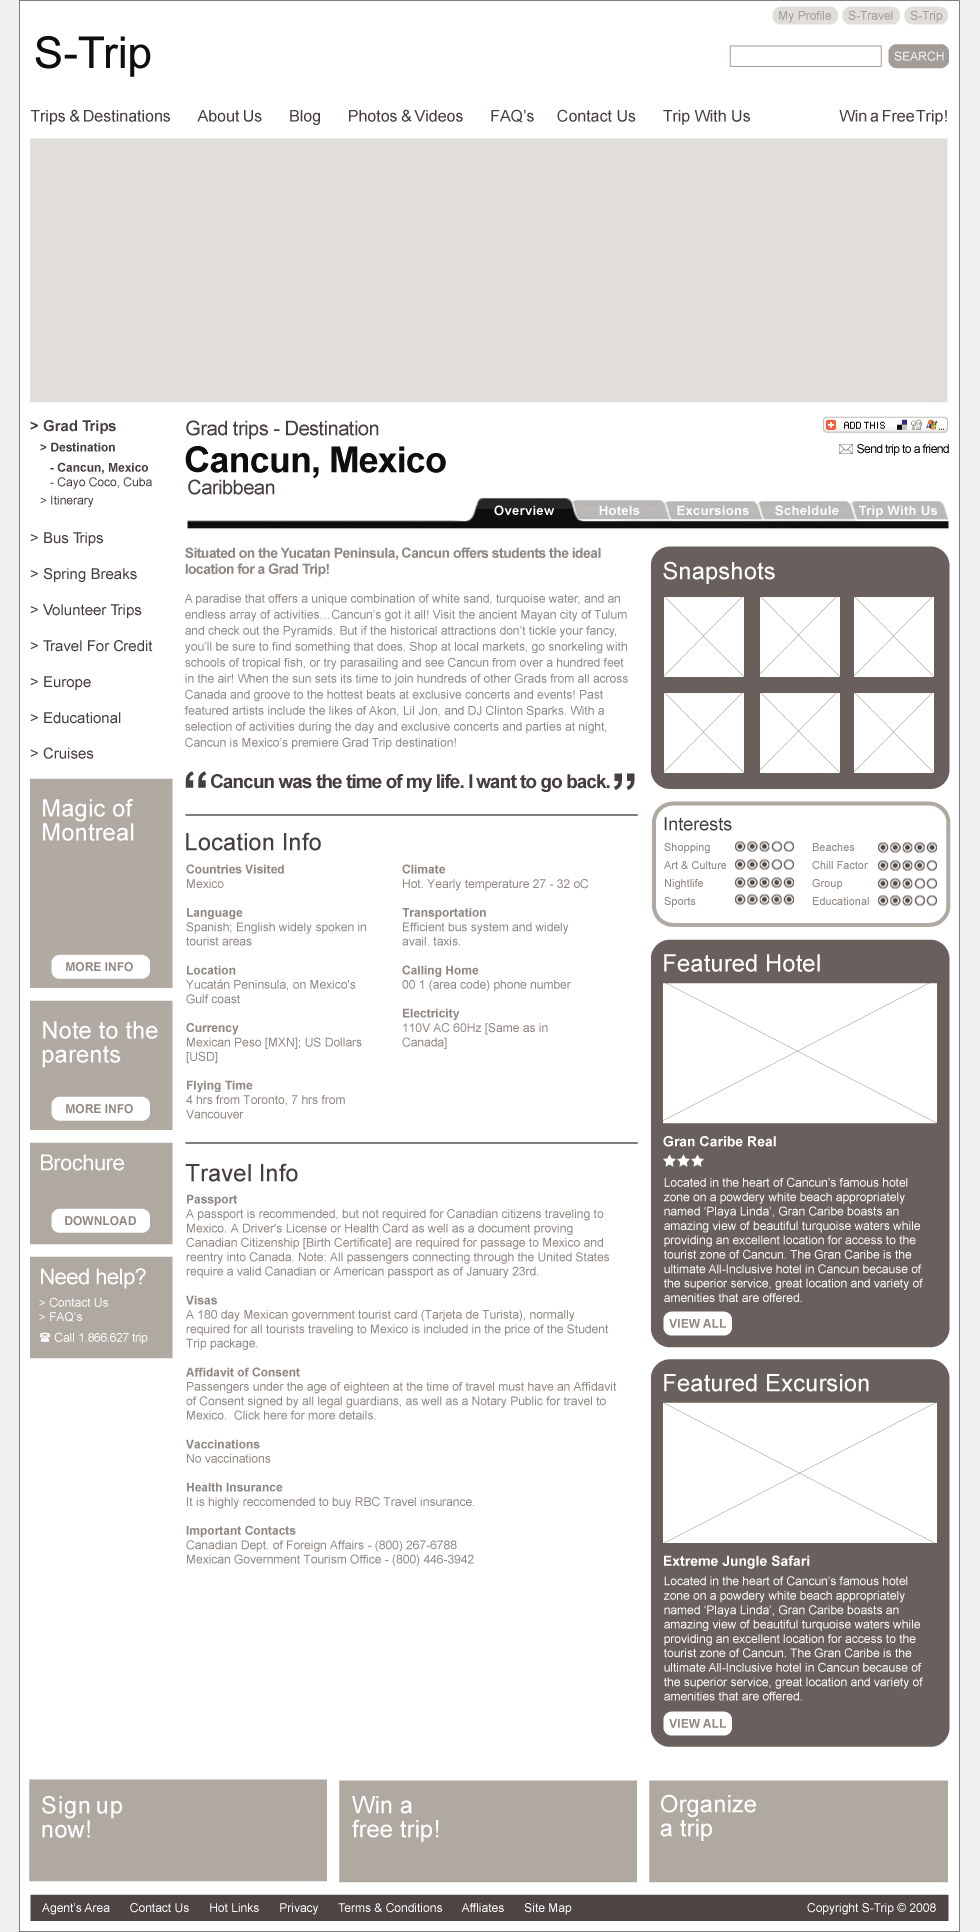 My Profile S-Travel S-Trip
S-Trip
SEARCH
Trips & Destinations About Us Blog Photos & Videos FAQ's Contact Us Trip With Us Win a Free Trip!
> Grad Trips
> Destination
- Cancun, Mexico
- Cayo Coco, Cuba
> Itinerary
> Bus Trips
> Spring Breaks
> Volunteer Trips
> Travel For Credit
> Europe
> Educational
> Cruises
Magic of
Montreal
MORE INFO
Note to the
parents
MORE INFO
Brochure
DOWNLOAD
Need help?
> Contact Us
> FAQ's
☎ Call 1.866.627 trip
Grad trips - Destination
Cancun, Mexico
Caribbean
ADD THIS
Send trip to a friend
Overview Hotels Excursions Scheldule Trip With Us
Situated on the Yucatan Peninsula, Cancun offers students the ideal
location for a Grad Trip!
A paradise that offers a unique combination of white sand, turquoise water, and an
endless array of activities...Cancun's got it all! Visit the ancient Mayan city of Tulum
and check out the Pyramids. But if the historical attractions don't tickle your fancy,
you'll be sure to find something that does. Shop at local markets, go snorkeling with
schools of tropical fish, or try parasailing and see Cancun from over a hundred feet
in the air! When the sun sets its time to join hundreds of other Grads from all across
Canada and groove to the hottest beats at exclusive concerts and events! Past
featured artists include the likes of Akon, Lil Jon, and DJ Clinton Sparks. With a
selection of activities during the day and exclusive concerts and parties at night,
Cancun is Mexico's premiere Grad Trip destination!
“Cancun was the time of my life. I want to go back.”
Location Info
Countries Visited
Mexico
Language
Spanish; English widely spoken in
tourist areas
Location
Yucatán Peninsula, on Mexico's
Gulf coast
Currency
Mexican Peso [MXN]; US Dollars
[USD]
Flying Time
4 hrs from Toronto, 7 hrs from
Vancouver
Climate
Hot. Yearly temperature 27 - 32 oC
Transportation
Efficient bus system and widely
avail. taxis.
Calling Home
00 1 (area code) phone number
Electricity
110V AC 60Hz [Same as in
Canada]
Travel Info
Passport
A passport is recommended, but not required for Canadian citizens traveling to
Mexico. A Driver's License or Health Card as well as a document proving
Canadian Citizenship [Birth Certificate] are required for passage to Mexico and
reentry into Canada. Note: All passengers connecting through the United States
require a valid Canadian or American passport as of January 23rd.
Visas
A 180 day Mexican government tourist card (Tarjeta de Turista), normally
required for all tourists traveling to Mexico is included in the price of the Student
Trip package.
Affidavit of Consent
Passengers under the age of eighteen at the time of travel must have an Affidavit
of Consent signed by all legal guardians, as well as a Notary Public for travel to
Mexico. Click here for more details.
Vaccinations
No vaccinations
Health Insurance
It is highly reccomended to buy RBC Travel insurance.
Important Contacts
Canadian Dept. of Foreign Affairs - (800) 267-6788
Mexican Government Tourism Office - (800) 446-3942
Snapshots
Interests
Shopping
Art & Culture
Nightlife
Sports
Beaches
Chill Factor
Group
Educational
Featured Hotel
Gran Caribe Real
★★★
Located in the heart of Cancun's famous hotel
zone on a powdery white beach appropriately
named 'Playa Linda', Gran Caribe boasts an
amazing view of beautiful turquoise waters while
providing an excellent location for access to the
tourist zone of Cancun. The Gran Caribe is the
ultimate All-Inclusive hotel in Cancun because of
the superior service, great location and variety of
amenities that are offered.
VIEW ALL
Featured Excursion
Extreme Jungle Safari
Located in the heart of Cancun's famous hotel
zone on a powdery white beach appropriately
named 'Playa Linda', Gran Caribe boasts an
amazing view of beautiful turquoise waters while
providing an excellent location for access to the
tourist zone of Cancun. The Gran Caribe is the
ultimate All-Inclusive hotel in Cancun because of
the superior service, great location and variety of
amenities that are offered.
VIEW ALL
Sign up
now!
Win a
free trip!
Organize
a trip
Agent's Area Contact Us Hot Links Privacy Terms & Conditions Affliates Site Map Copyright S-Trip © 2008